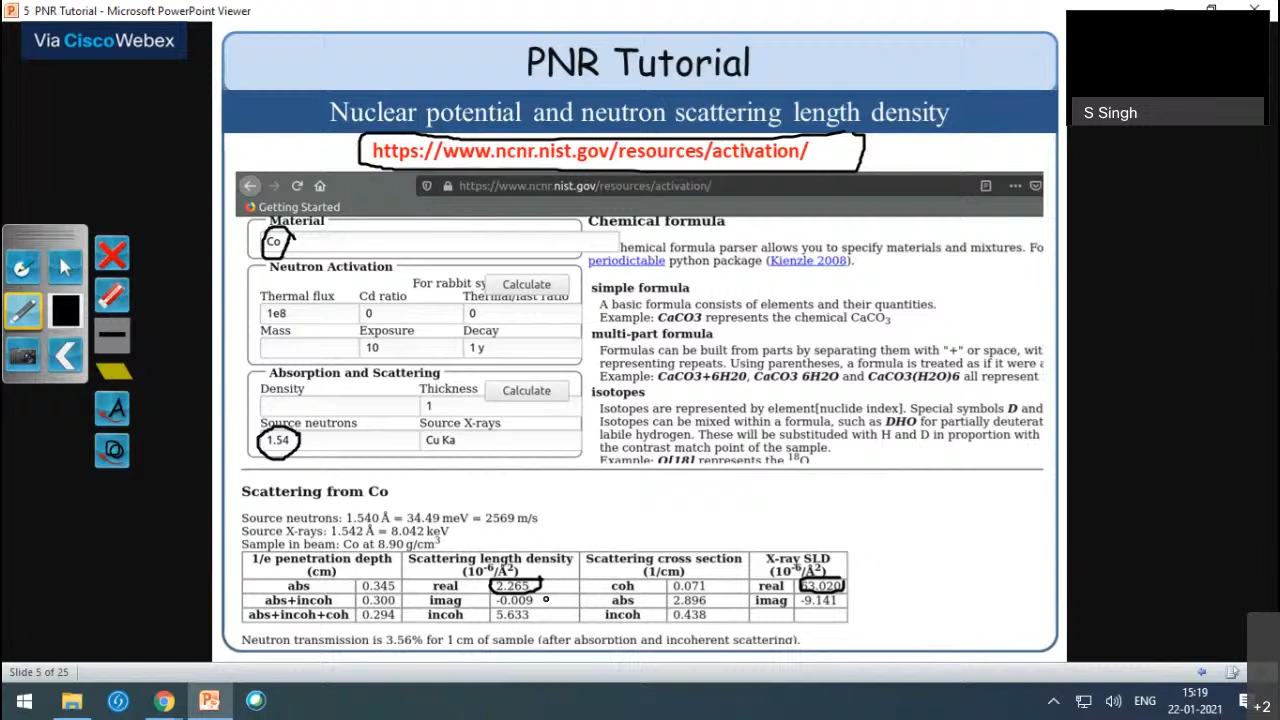 5 PNR Tutorial - Microsoft PowerPoint Viewer
Via Cisco Webex
PNR Tutorial
Nuclear potential and neutron scattering length density
https://www.ncnr.nist.gov/resources/activation/
S Singh
https://www.ncnr.nist.gov/resources/activation/
Getting Started
Material
Co
Neutron Activation
For rabbit sy
Calculate
Thermal flux Cd ratio Thermal/fast ratio
1e8 0 0
Mass Exposure Decay
10 1 y
Absorption and Scattering
Density Thickness Calculate
1
Source neutrons Source X-rays
1.54 Cu Ka
Chemical formula
hemical formula parser allows you to specify materials and mixtures. Fo
periodictable python package (Kienzle 2008).
simple formula
A basic formula consists of elements and their quantities.
Example: CaCO3 represents the chemical CaCO3
multi-part formula
Formulas can be built from parts by separating them with "+" or space, wit
representing repeats. Using parentheses, a formula is treated as if it were a
Example: CaCO3+6H2O, CaCO3 6H2O and CaCO3(H2O)6 all represent
isotopes
Isotopes are represented by element[nuclide index]. Special symbols D and
Isotopes can be mixed within a formula, such as DHO for partially deuterat
labile hydrogen. These will be substituted with H and D in proportion with
the contrast match point of the sample.
Example: O[18] represents the 18O
Scattering from Co
Source neutrons: 1.540 Å = 34.49 meV = 2569 m/s
Source X-rays: 1.542 Å = 8.042 keV
Sample in beam: Co at 8.90 g/cm3
1/e penetration depth Scattering length density Scattering cross section X-ray SLD
(cm) (10-6/Å2) (1/cm) (10-6/Å2)
abs 0.345 real 2.265 coh 0.071 real 63.020
abs+incoh 0.300 imag -0.009 abs 2.896 imag -9.141
abs+incoh+coh 0.294 incoh 5.633 incoh 0.438
Neutron transmission is 3.56% for 1 cm of sample (after absorption and incoherent scattering).
Slide 5 of 25
ENG
15:19
22-01-2021
+2